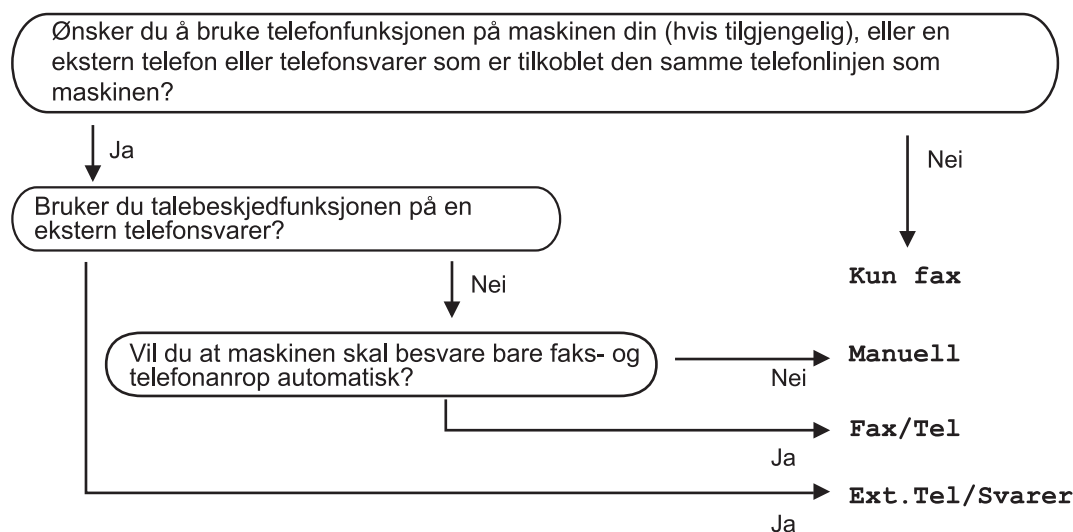 Ønsker du å bruke telefonfunksjonen på maskinen din (hvis tilgjengelig), eller en
ekstern telefon eller telefonsvarer som er tilkoblet den samme telefonlinjen som
maskinen?
Ja
Nei
Bruker du talebeskjedfunksjonen på en
ekstern telefonsvarer?
Kun fax
Nei
Vil du at maskinen skal besvare bare faks- og
telefonanrop automatisk?
Manuell
Nei
Fax/Tel
Ja
Ext.Tel/Svarer
Ja